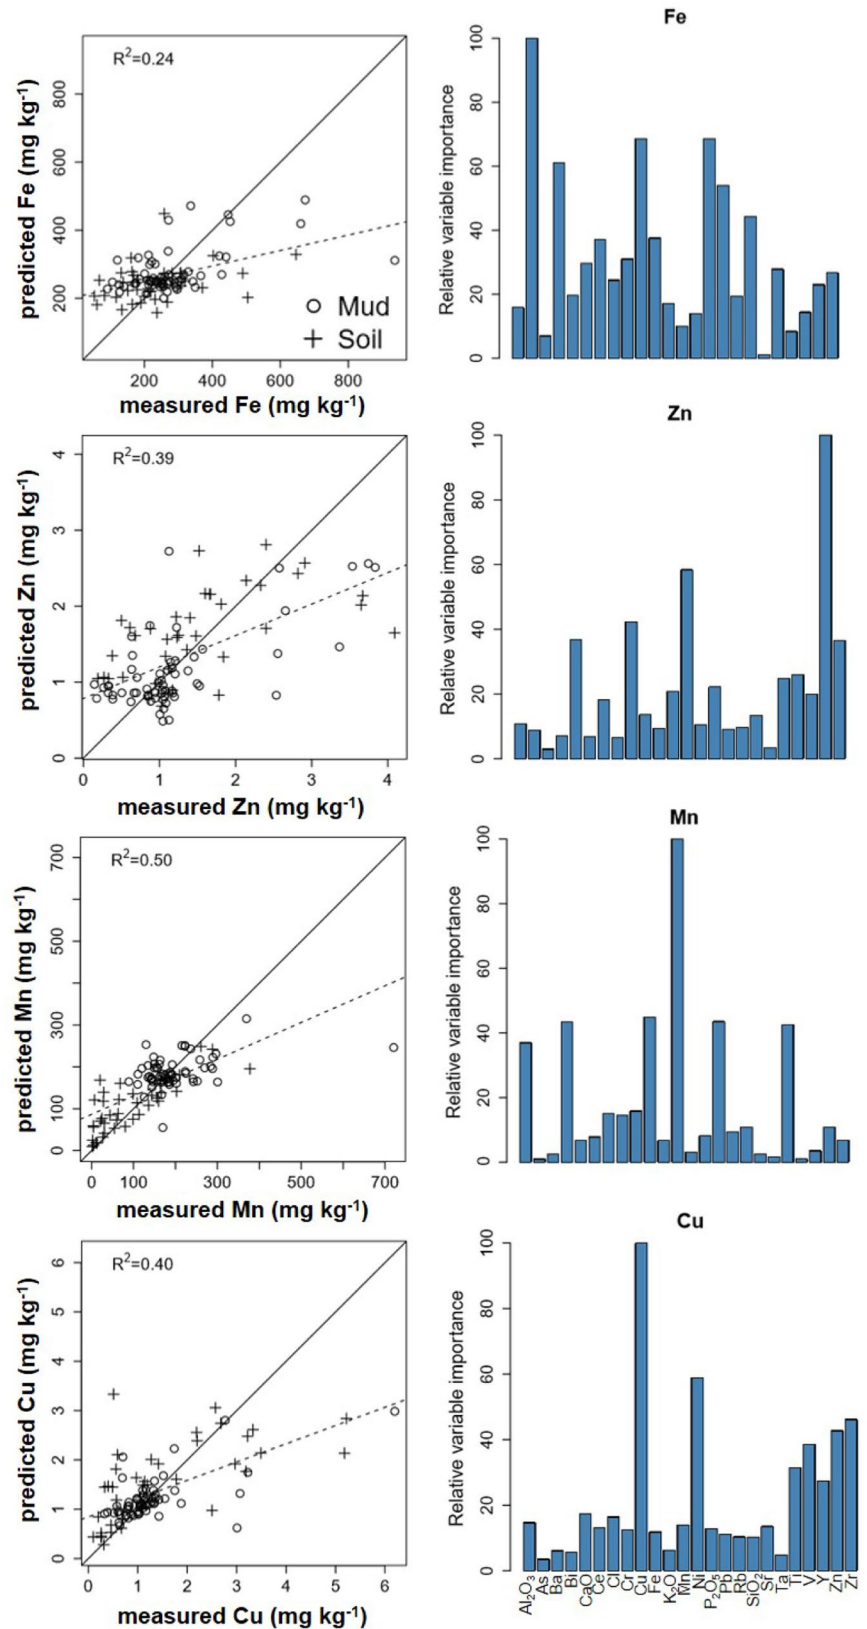 Fe
R²=0.24
predicted Fe (mg kg⁻¹)
800
600
400
200
○ Mud
+ Soil
200 400 600 800
measured Fe (mg kg⁻¹)
Relative variable importance
100
80
60
40
20
0
Zn
R²=0.39
predicted Zn (mg kg⁻¹)
4
3
2
1
0
0 1 2 3 4
measured Zn (mg kg⁻¹)
Relative variable importance
100
80
60
40
20
0
Mn
R²=0.50
predicted Mn (mg kg⁻¹)
700
500
300
100
0
0 100 300 500 700
measured Mn (mg kg⁻¹)
Relative variable importance
100
80
60
40
20
0
Cu
R²=0.40
predicted Cu (mg kg⁻¹)
6
5
4
3
2
1
0
0 1 2 3 4 5 6
measured Cu (mg kg⁻¹)
Relative variable importance
100
80
60
40
20
0
Al₂O₃
As
Ba
Bi
CaO
Ce
Cl
Cr
Cu
Fe
K₂O
Mn
Ni
P₂O₅
Pb
Rb
SiO₂
Sr
Ta
Ti
V
Y
Zn
Zr